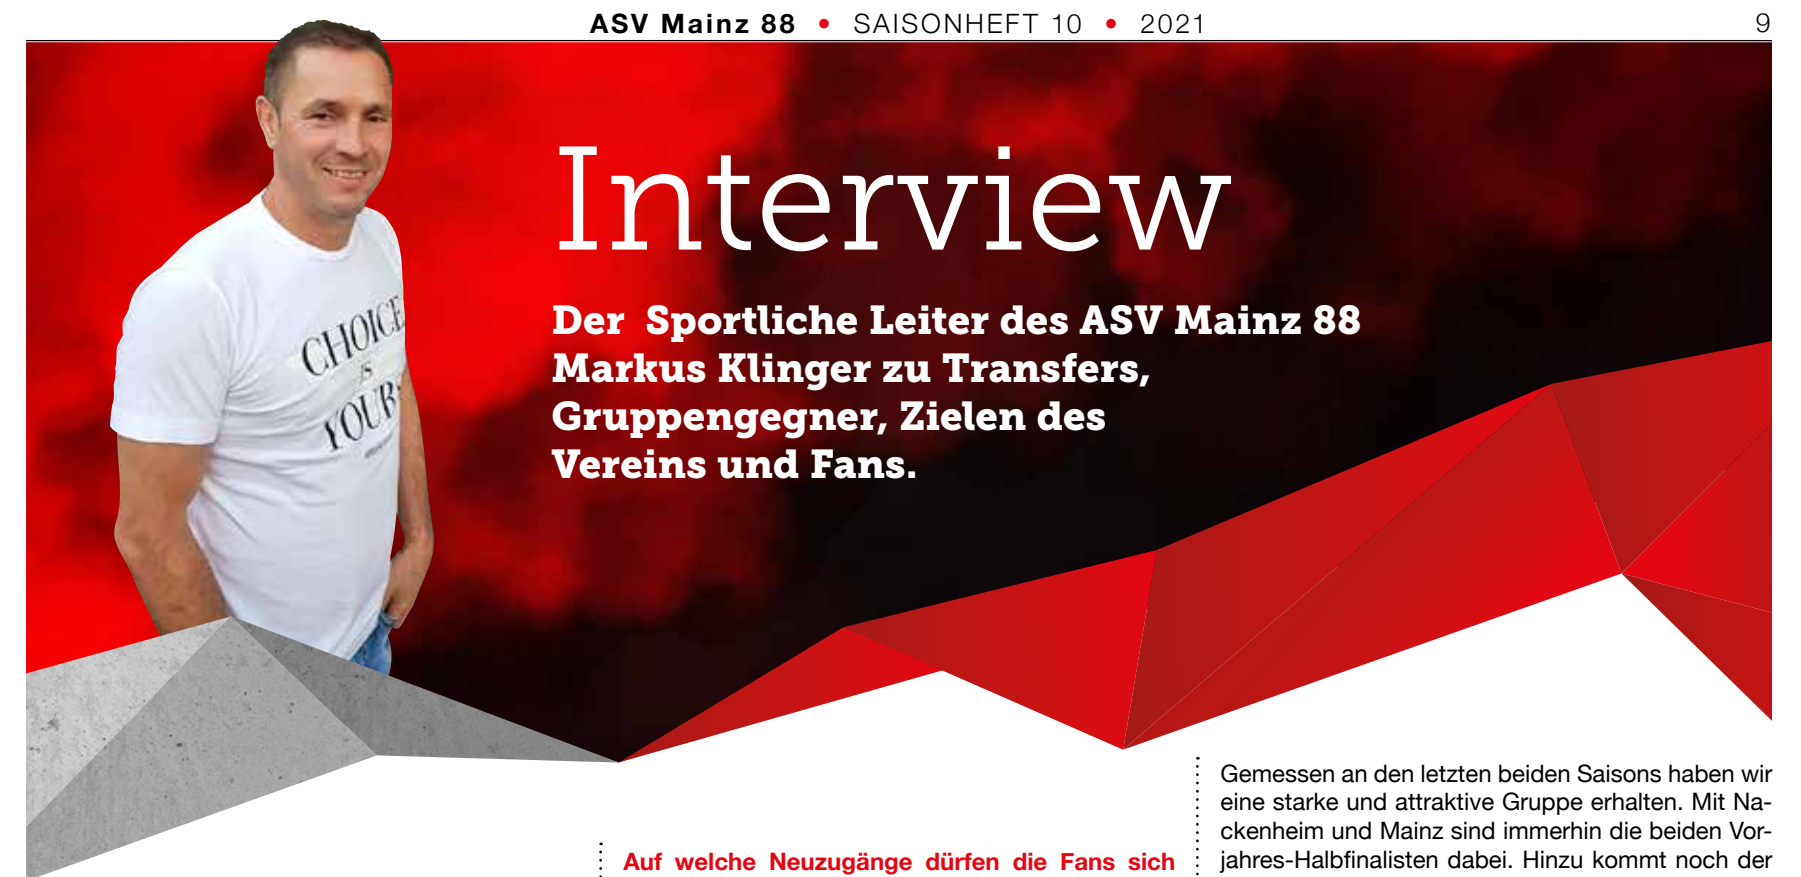 ASV Mainz 88 • SAISONHEFT 10 • 2021
9
Interview
Der Sportliche Leiter des ASV Mainz 88
Markus Klinger zu Transfers,
Gruppengegner, Zielen des
Vereins und Fans.
CHOICE
IS
YOURS
Auf welche Neuzugänge dürfen die Fans sich
Gemessen an den letzten beiden Saisons haben wir
eine starke und attraktive Gruppe erhalten. Mit Na-
ckenheim und Mainz sind immerhin die beiden Vor-
jahres-Halbfinalisten dabei. Hinzu kommt noch der